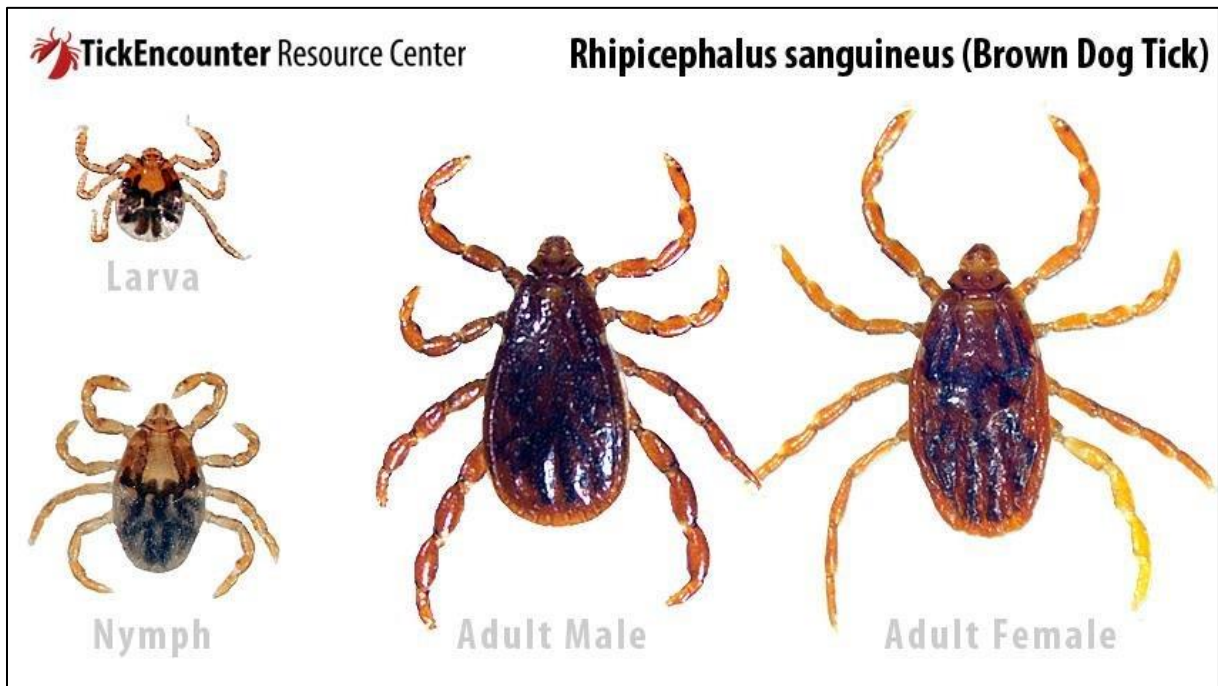 TickEncounter Resource Center
Rhipicephalus sanguineus (Brown Dog Tick)
Larva
Nymph
Adult Male
Adult Female